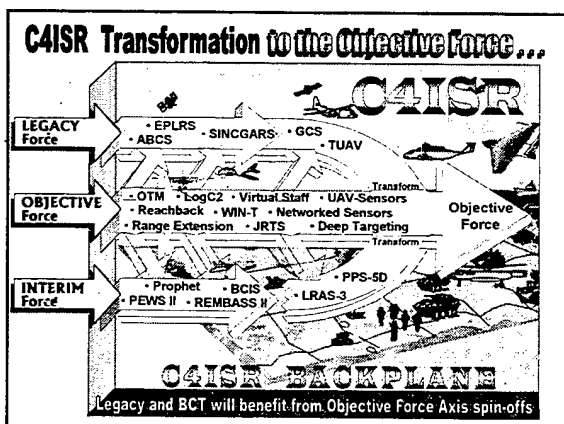 C4ISR Transformation to the Objective Force...
C4ISR
LEGACY
Force
• EPLRS
• ABCS
• SINCGARS
• GCS
• TUAV
Transform
OBJECTIVE
Force
• OTM • LogC2 • Virtual Staff • UAV-Sensors
• Reachback • WIN-T • Networked Sensors
• Range Extension • JRTS • Deep Targeting
Transform
Objective
Force
INTERIM
Force
• Prophet • BCIS
• PEWS II • REMBASS II
• LRAS-3
• PPS-5D
C4ISR BACKPLANE
Legacy and BCT will benefit from Objective Force Axis spin-offs